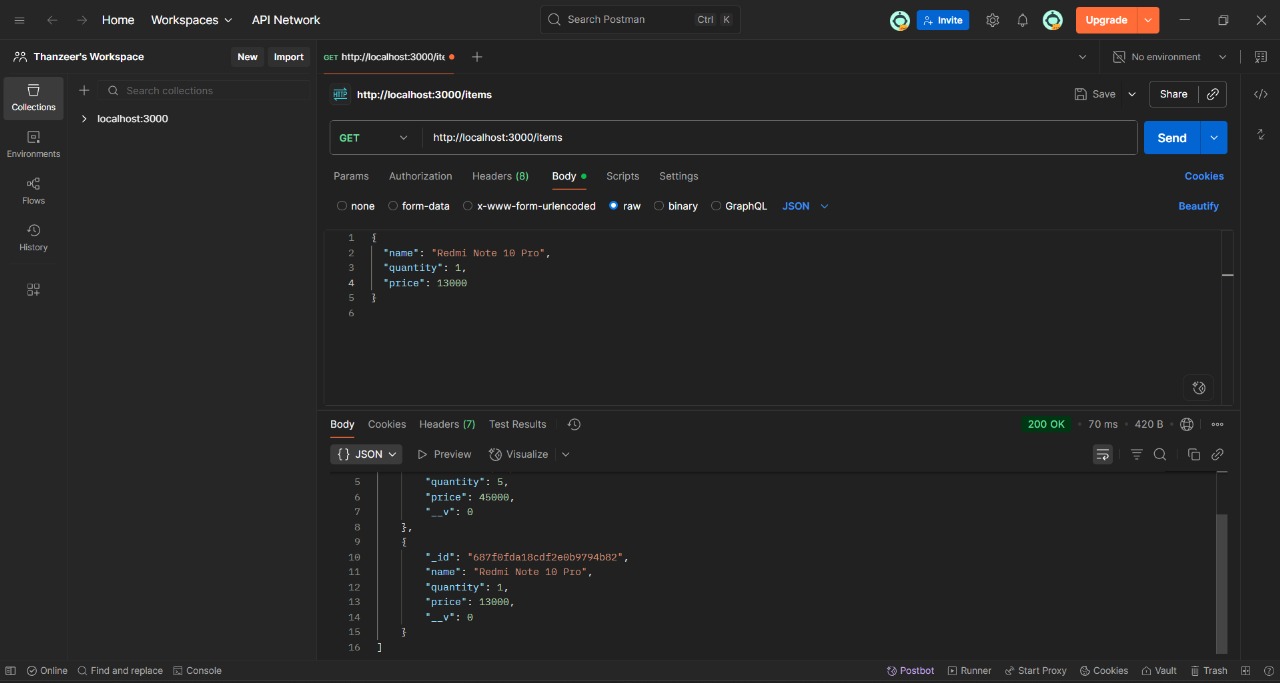 Home Workspaces API Network Search Postman Ctrl K Invite Upgrade
Thanzeer's Workspace New Import GET http://localhost:3000/ite No environment
Collections
Search collections
localhost:3000
Environments
Flows
History
http://localhost:3000/items Save Share
GET http://localhost:3000/items Send
Params Authorization Headers (8) Body Scripts Settings Cookies
none form-data x-www-form-urlencoded raw binary GraphQL JSON Beautify
1 {
2 "name": "Redmi Note 10 Pro",
3 "quantity": 1,
4 "price": 13000
5 }
6
Body Cookies Headers (7) Test Results 200 OK 70 ms 420 B
{} JSON Preview Visualize
5 "quantity": 5,
6 "price": 45000,
7 "__v": 0
8 },
9 {
10 "_id": "687f0fda18cdf2e0b9794b82",
11 "name": "Redmi Note 10 Pro",
12 "quantity": 1,
13 "price": 13000,
14 "__v": 0
15 }
16 ]
Online Find and replace Console Postbot Runner Start Proxy Cookies Vault Trash